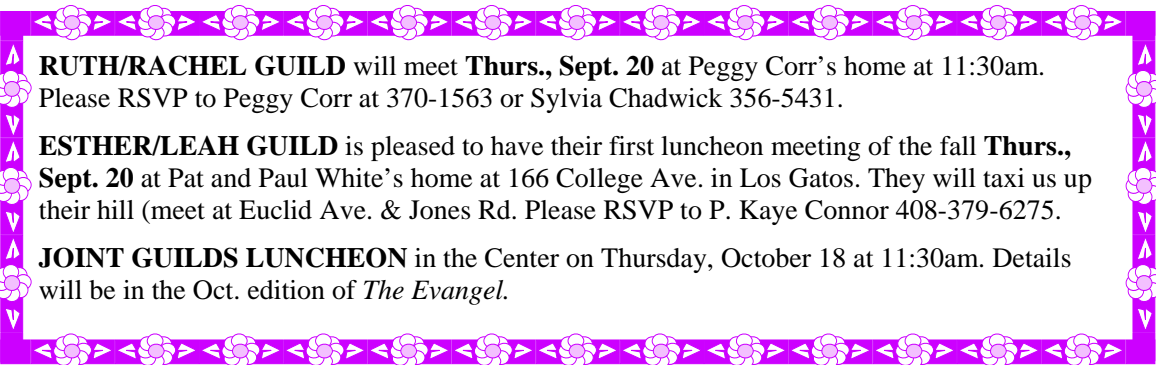 RUTH/RACHEL GUILD will meet Thurs., Sept. 20 at Peggy Corr’s home at 11:30am.
Please RSVP to Peggy Corr at 370-1563 or Sylvia Chadwick 356-5431.
ESTHER/LEAH GUILD is pleased to have their first luncheon meeting of the fall Thurs.,
Sept. 20 at Pat and Paul White’s home at 166 College Ave. in Los Gatos. They will taxi us up
their hill (meet at Euclid Ave. & Jones Rd. Please RSVP to P. Kaye Connor 408-379-6275.
JOINT GUILDS LUNCHEON in the Center on Thursday, October 18 at 11:30am. Details
will be in the Oct. edition of The Evangel.